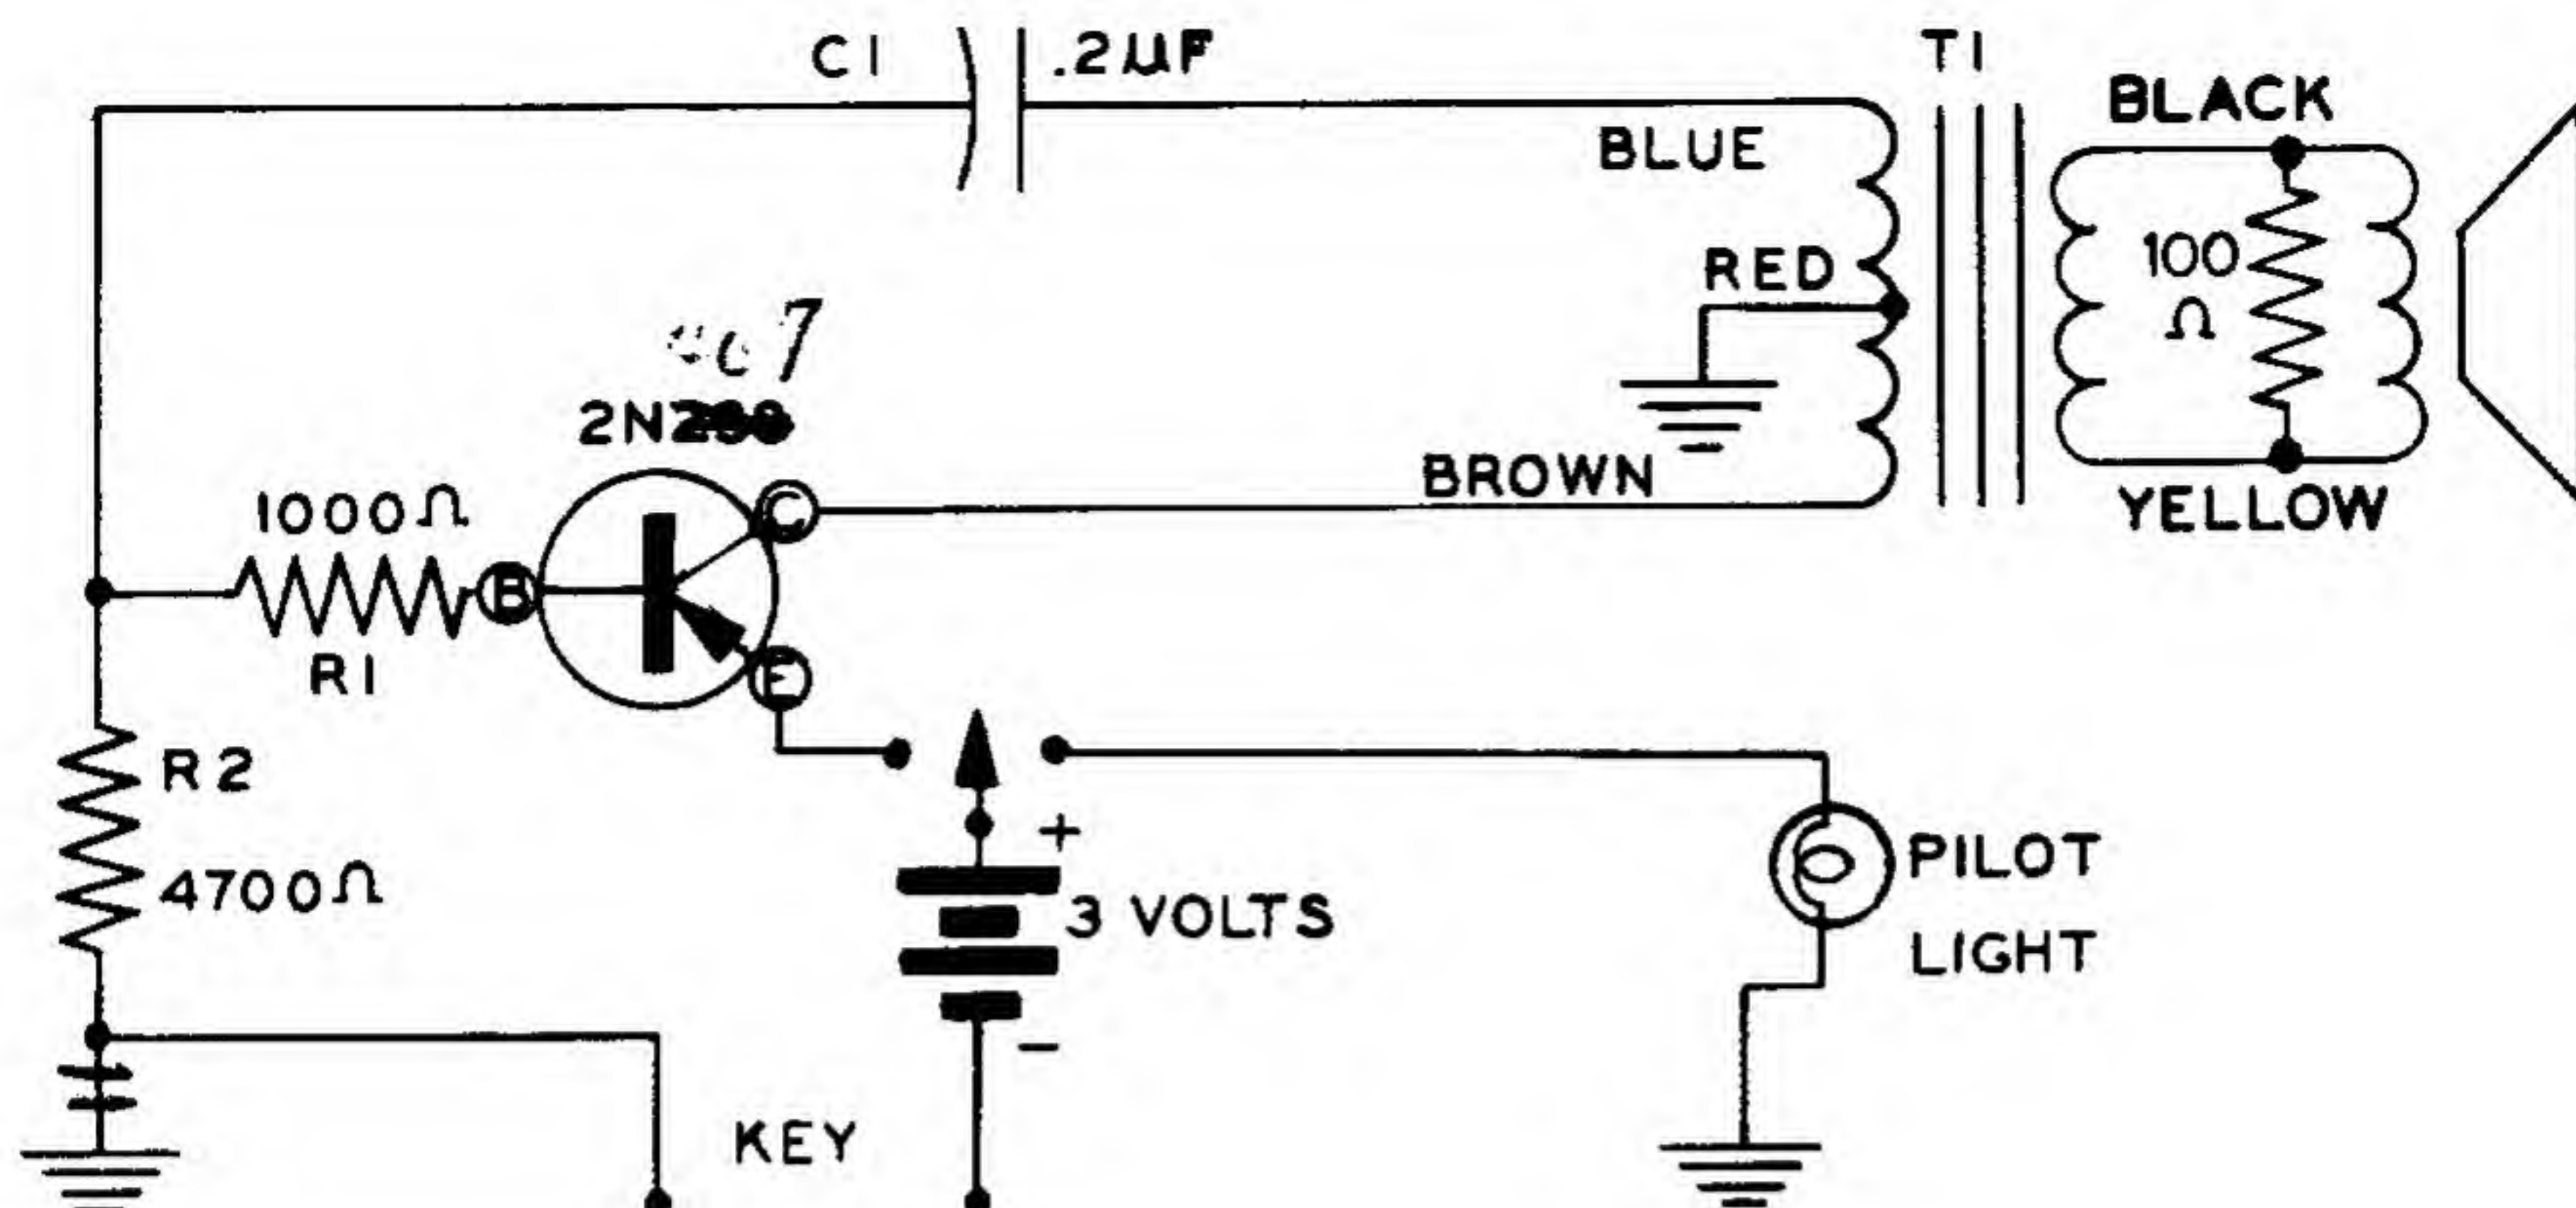 C1
.2µF
T1
BLACK
BLUE
RED
100
Ω
7
2N
BROWN
YELLOW
1000Ω
C
B
R1
E
R2
+
PILOT
4700Ω
3 VOLTS
LIGHT
−
KEY